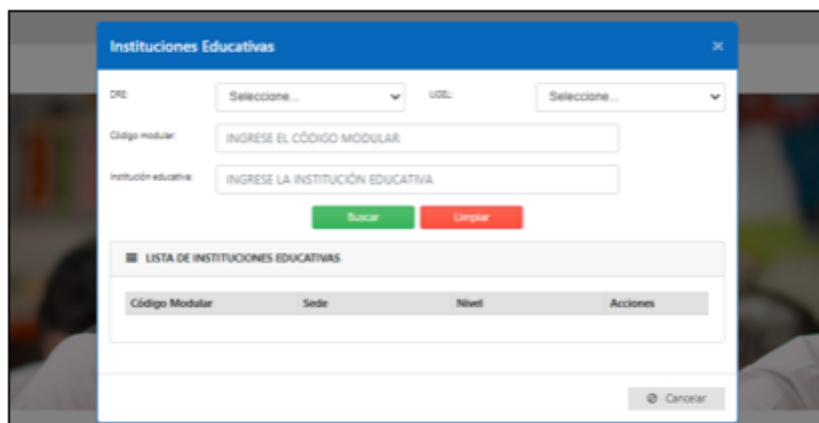 Instituciones Educativas ×
DRE: Seleccione... UGEL: Seleccione...
Código modular: INGRESE EL CÓDIGO MODULAR
Institución educativa: INGRESE LA INSTITUCIÓN EDUCATIVA
Buscar Limpiar
LISTA DE INSTITUCIONES EDUCATIVAS
Código Modular Sede Nivel Acciones
Cancelar